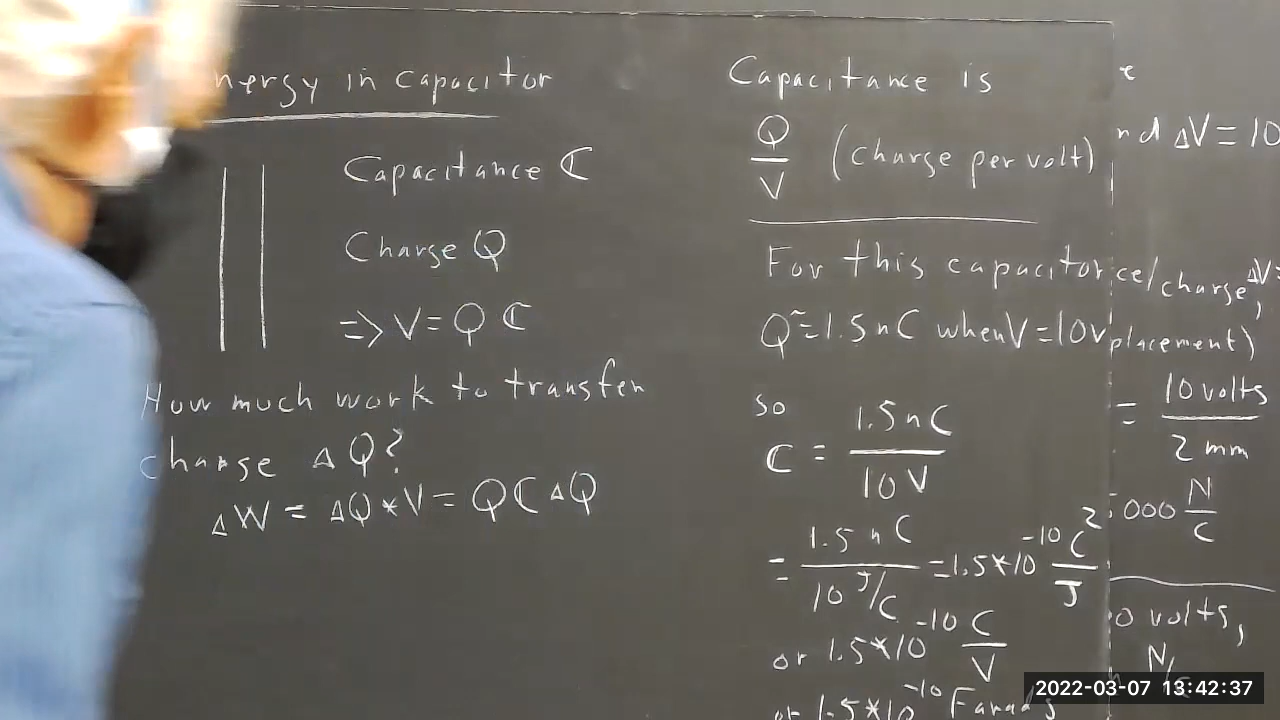 nergy in capacitor
Capacitance ℂ
Charge Q
=> V = Q ℂ
How much work to transfer
charge ΔQ?
ΔW = ΔQ * V = Q ℂ ΔQ
Capacitance is
Q/V (charge per volt)
For this capacitor
Q ≈ 1.5 nC when V = 10 V
so
ℂ = 1.5 nC / 10 V
= 1.5 nC / 10 J/C = 1.5 * 10^-10 C^2/J
or 1.5 * 10^-10 C/V
or 1.5 * 10^-10 Farads
nd ΔV = 10
ce/charge, ΔV =
placement)
= 10 volts / 2 mm
000 N/C
0 volts,
N/C
2022-03-07 13:42:37